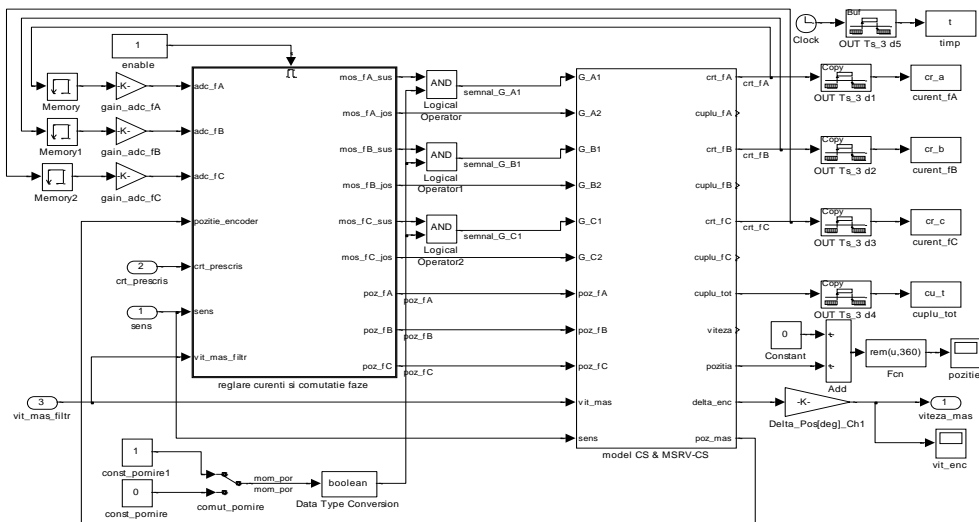 Buf
OUT Ts_3 d5
Clock
t
timp
1
enable
Memory
-K-
gain_adc_fA
Memory1
-K-
gain_adc_fB
Memory2
-K-
gain_adc_fC
adc_fA
adc_fB
adc_fC
pozitie_encoder
crt_prescris
sens
vit_mas_filtr
mos_fA_sus
mos_fA_jos
mos_fB_sus
mos_fB_jos
mos_fC_sus
mos_fC_jos
poz_fA
poz_fB
poz_fC
reglare curenti si comutatie faze
poz_fA
poz_fB
poz_fC
2
crt_prescris
1
sens
3
vit_mas_filtr
AND
Logical
Operator
semnal_G_A1
AND
Logical
Operator1
semnal_G_B1
AND
Logical
Operator2
semnal_G_C1
G_A1
G_A2
G_B1
G_B2
G_C1
G_C2
poz_fA
poz_fB
poz_fC
vit_mas
sens
crt_fA
cuplu_fA
crt_fB
cuplu_fB
crt_fC
cuplu_fC
cuplu_tot
viteza
pozitia
delta_enc
poz_mas
model CS & MSRV-CS
crt_fA
crt_fB
crt_fC
Copy
OUT Ts_3 d1
cr_a
curent_fA
Copy
OUT Ts_3 d2
cr_b
curent_fB
Copy
OUT Ts_3 d3
cr_c
curent_fC
Copy
OUT Ts_3 d4
cu_t
cuplu_tot
0
Constant
+
+
Add
rem(u,360)
Fcn
pozitie
-K-
Delta_Pos[deg]_Ch1
1
viteza_mas
vit_enc
1
const_pornire1
0
const_pornire
comut_pornire
mom_por
mom_por
boolean
Data Type Conversion